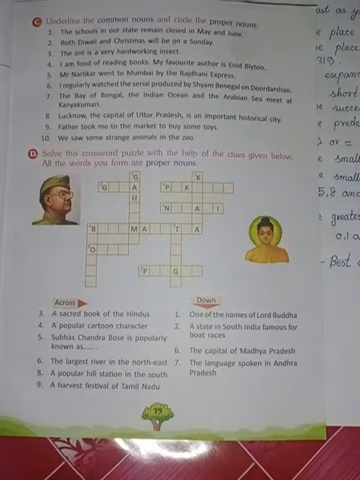 C Underline the common nouns and circle the proper nouns.
1. The schools in our state remain closed in May and June.
2. Both Diwali and Christmas will be on a Sunday.
3. The ant is a very hardworking insect.
4. I am fond of reading books. My favourite author is Enid Blyton.
5. Mr Narlikar went to Mumbai by the Rajdhani Express.
6. I regularly watched the serial produced by Shyam Benegal on Doordarshan.
7. The Bay of Bengal, the Indian Ocean and the Arabian Sea meet at
Kanyakumari.
8. Lucknow, the capital of Uttar Pradesh, is an important historical city.
9. Father took me to the market to buy some toys.
10. We saw some strange animals in the zoo.
D Solve this crossword puzzle with the help of the clues given below.
All the words you form are proper nouns.
G K
G A P K
U
N A I
B M A T A
O
P G
Across
3. A sacred book of the Hindus
4. A popular cartoon character
5. Subhas Chandra Bose is popularly
known as.....
6. The largest river in the north-east
8. A popular hill station in the south
9. A harvest festival of Tamil Nadu
Down
1. One of the names of Lord Buddha
2. A state in South India famous for
boat races
6. The capital of Madhya Pradesh
7. The language spoken in Andhra
Pradesh
19
place
place
319.
short
or =
small
small
5,8 and
greates
0,1 a
- Best